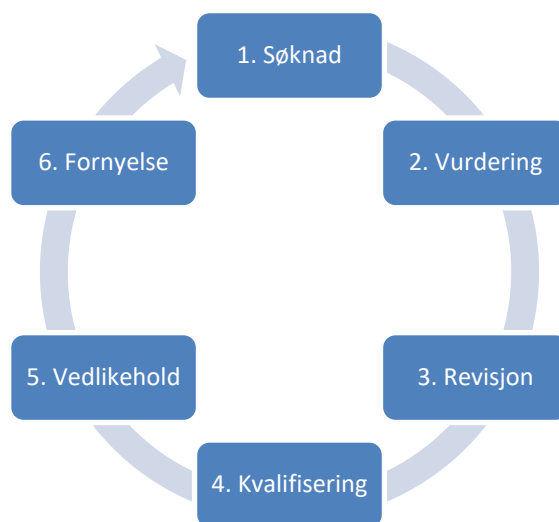 1. Søknad
2. Vurdering
3. Revisjon
4. Kvalifisering
5. Vedlikehold
6. Fornyelse